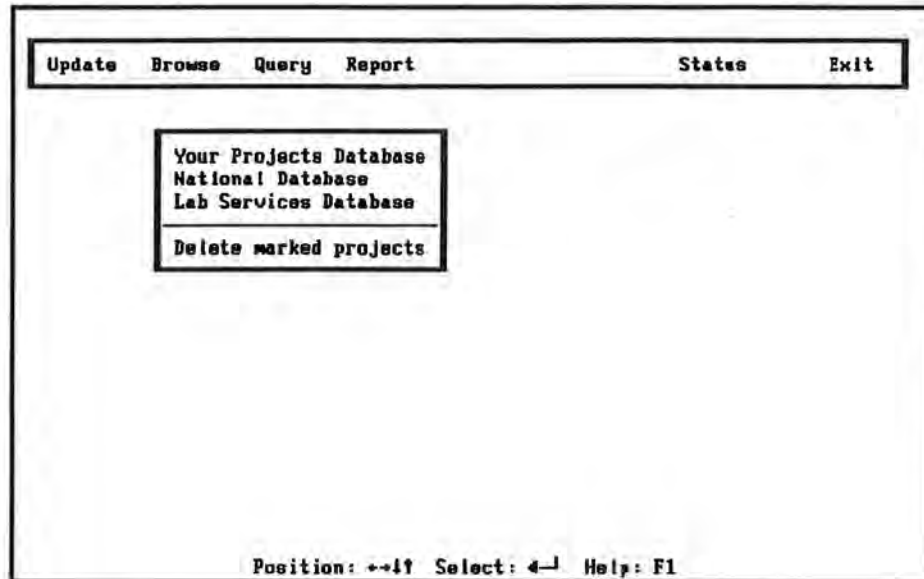 Update Browse Query Report Status Exit
Your Projects Database
National Database
Lab Services Database
Delete marked projects
Position: ←→↓↑ Select: ◄─┘ Help: F1